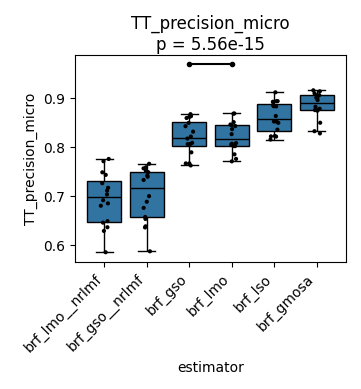 TT_precision_micro
p = 5.56e-15
TT_precision_micro
0.9
0.8
0.7
0.6
brf_lmo__nrlmf
brf_gso__nrlmf
brf_gso
brf_lmo
brf_lso
brf_gmosa
estimator